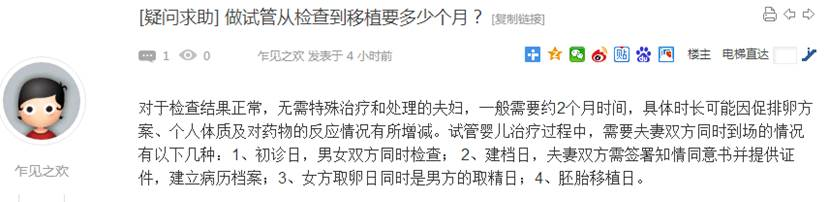 [疑问求助] 做试管从检查到移植要多少个月？ [复制链接]
1 0 乍见之欢 发表于 4 小时前 贴 楼主 电梯直达
对于检查结果正常，无需特殊治疗和处理的夫妇，一般需要约2个月时间，具体时长可能因促排卵方
案、个人体质及对药物的反应情况有所增减。试管婴儿治疗过程中，需要夫妻双方同时到场的情况
有以下几种：1、初诊日，男女双方同时检查； 2、建档日，夫妻双方需签署知情同意书并提供证
件，建立病历档案；3、女方取卵日同时是男方的取精日；4、胚胎移植日。
乍见之欢